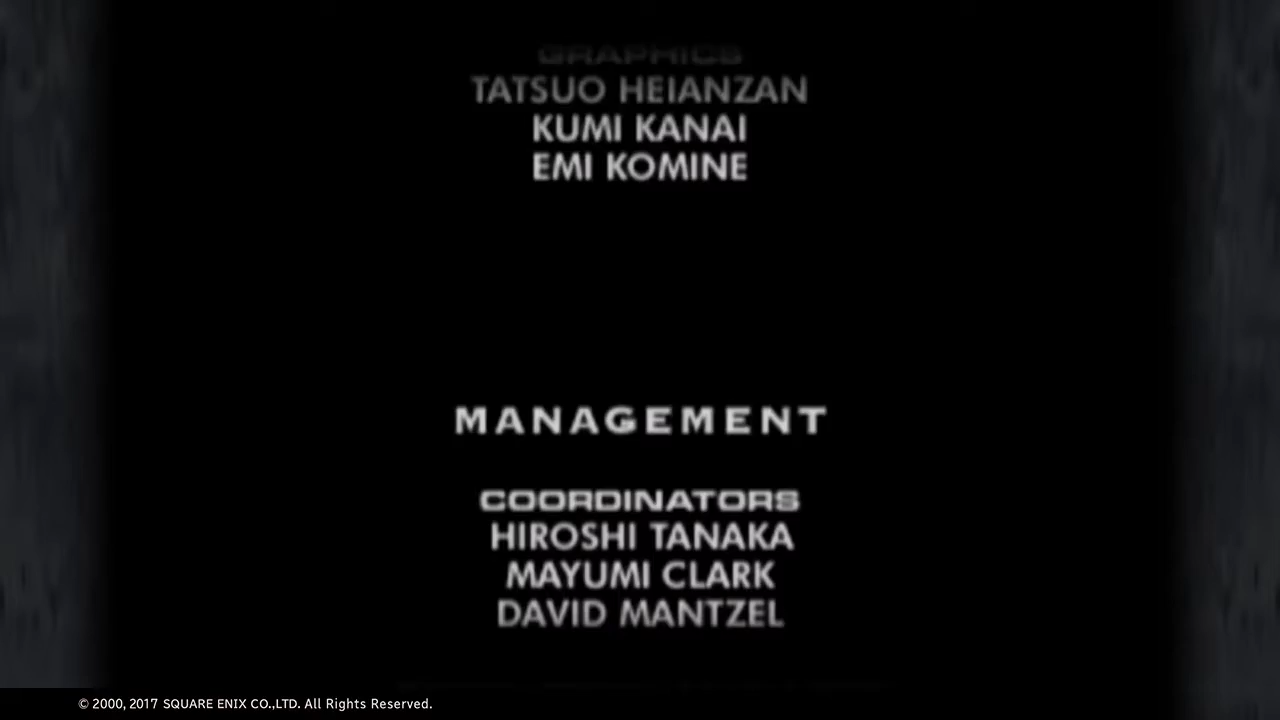 GRAPHICS
TATSUO HEIANZAN
KUMI KANAI
EMI KOMINE
MANAGEMENT
COORDINATORS
HIROSHI TANAKA
MAYUMI CLARK
DAVID MANTZEL
© 2000, 2017 SQUARE ENIX CO.,LTD. All Rights Reserved.